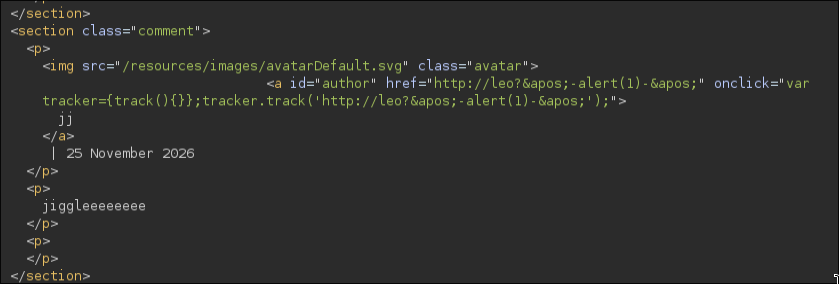 </section>
<section class="comment">
<p>
<img src="/resources/images/avatarDefault.svg" class="avatar">
<a id="author" href="http://leo?&apos;-alert(1)-&apos;" onclick="var
tracker={track(){}};tracker.track('http://leo?&apos;-alert(1)-&apos;');">
jj
</a>
| 25 November 2026
</p>
<p>
jiggleeeeeeee
</p>
<p>
</p>
</section>